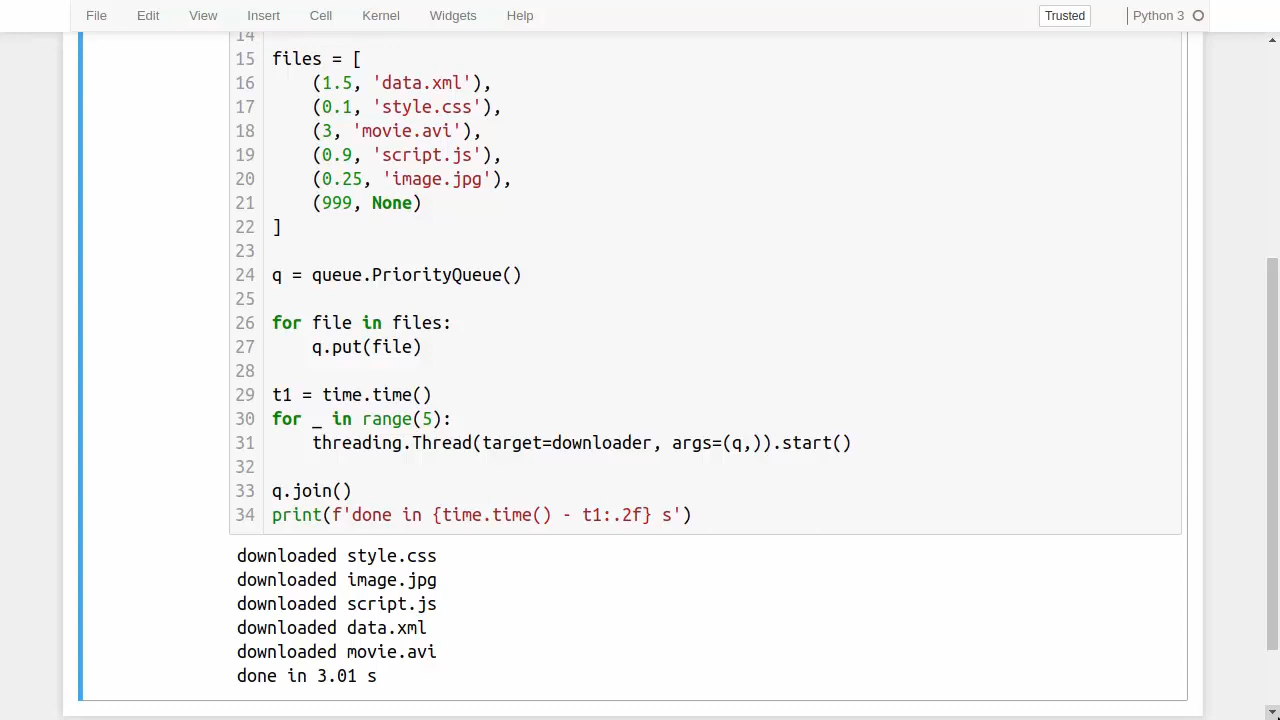 File Edit View Insert Cell Kernel Widgets Help Trusted Python 3
14
15 files = [
16     (1.5, 'data.xml'),
17     (0.1, 'style.css'),
18     (3, 'movie.avi'),
19     (0.9, 'script.js'),
20     (0.25, 'image.jpg'),
21     (999, None)
22 ]
23
24 q = queue.PriorityQueue()
25
26 for file in files:
27     q.put(file)
28
29 t1 = time.time()
30 for _ in range(5):
31     threading.Thread(target=downloader, args=(q,)).start()
32
33 q.join()
34 print(f'done in {time.time() - t1:.2f} s')
downloaded style.css
downloaded image.jpg
downloaded script.js
downloaded data.xml
downloaded movie.avi
done in 3.01 s